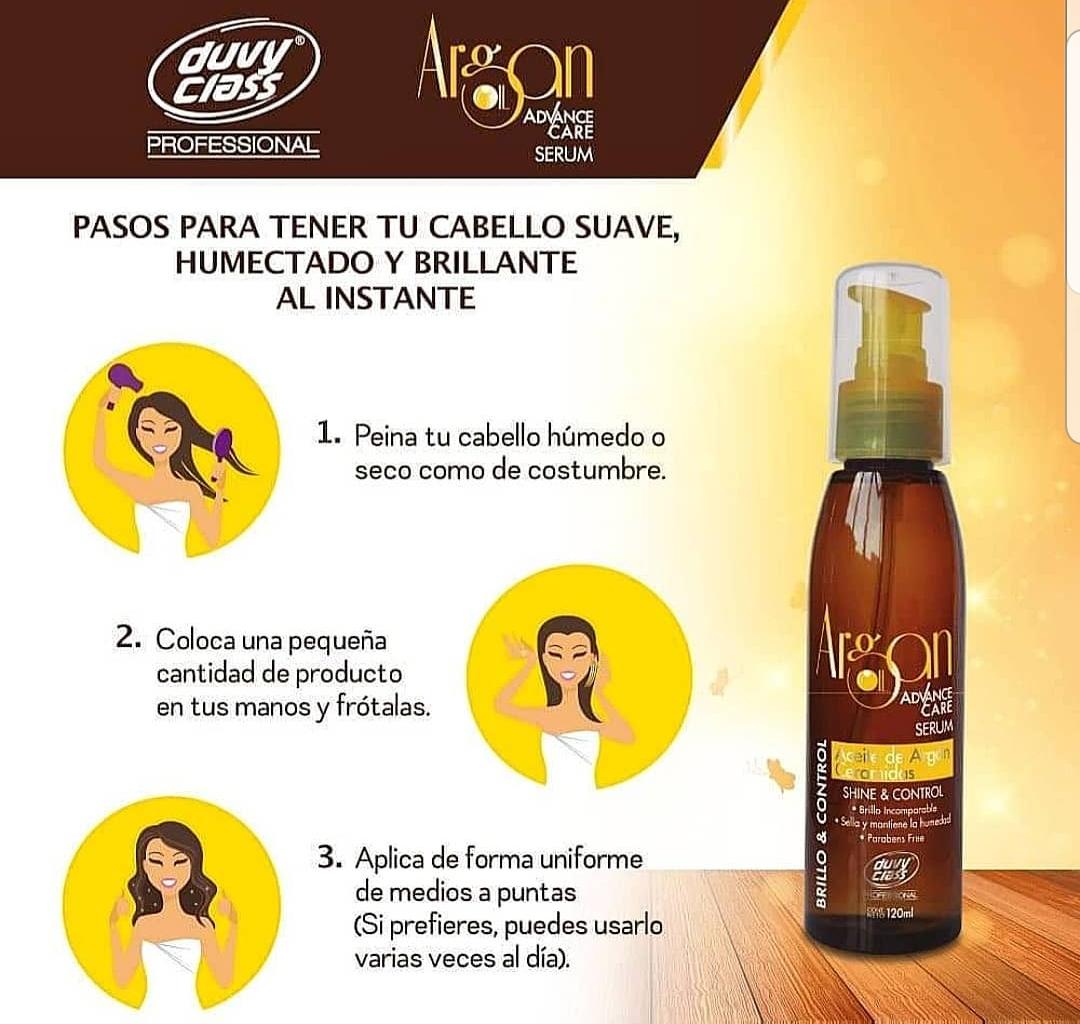 duvy®
class
PROFESSIONAL
Argan
OIL
ADVANCE
CARE
SERUM
PASOS PARA TENER TU CABELLO SUAVE,
HUMECTADO Y BRILLANTE
AL INSTANTE
1. Peina tu cabello húmedo o
seco como de costumbre.
2. Coloca una pequeña
cantidad de producto
en tus manos y frótalas.
3. Aplica de forma uniforme
de medios a puntas
(Si prefieres, puedes usarlo
varias veces al día).
Argan
OIL
ADVANCE
CARE
SERUM
BRILLO & CONTROL
Aceite de Argan
Ceramidas
SHINE & CONTROL
• Brillo Incomparable
• Sella y mantiene la humedad
• Parabens Free
duvy
class
PROFESSIONAL
120ml